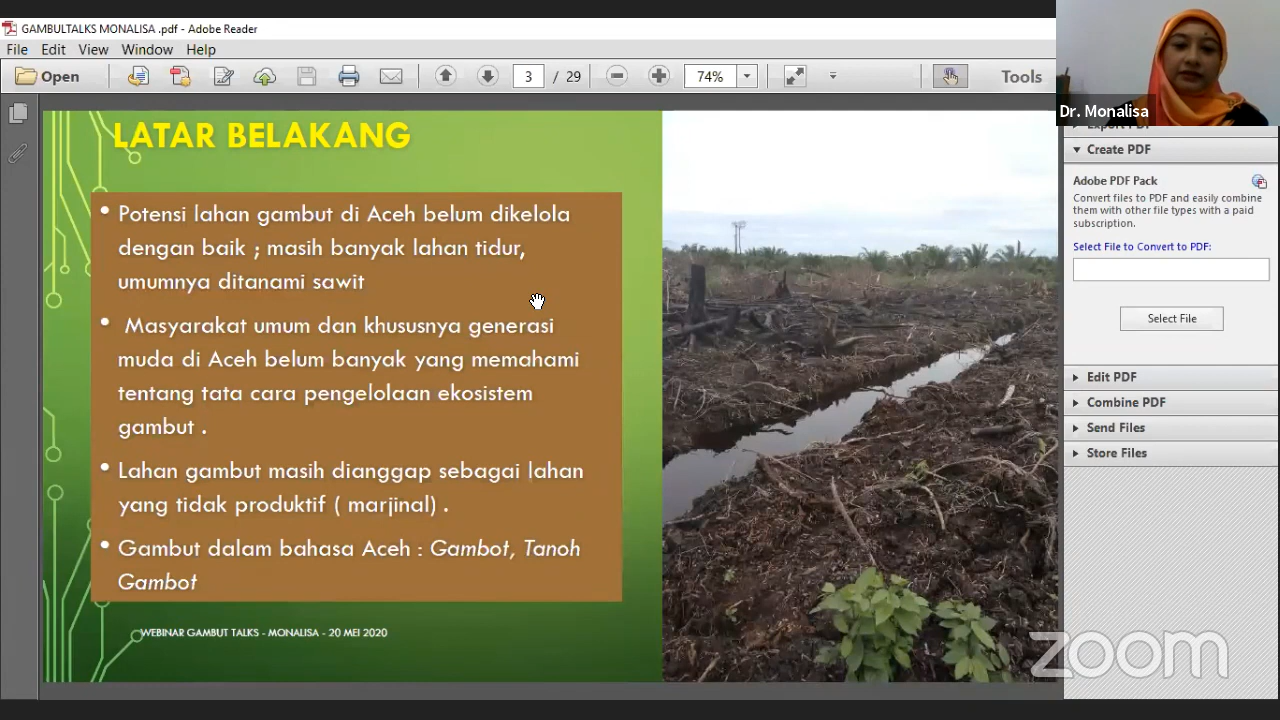 GAMBULTALKS MONALISA .pdf - Adobe Reader
File Edit View Window Help
Open
3 / 29
74%
Tools
Dr. Monalisa
LATAR BELAKANG
• Potensi lahan gambut di Aceh belum dikelola
dengan baik ; masih banyak lahan tidur,
umumnya ditanami sawit
• Masyarakat umum dan khususnya generasi
muda di Aceh belum banyak yang memahami
tentang tata cara pengelolaan ekosistem
gambut .
• Lahan gambut masih dianggap sebagai lahan
yang tidak produktif ( marjinal) .
• Gambut dalam bahasa Aceh : Gambot, Tanoh
Gambot
WEBINAR GAMBUT TALKS - MONALISA - 20 MEI 2020
Export PDF
Create PDF
Adobe PDF Pack
Convert files to PDF and easily combine
them with other file types with a paid
subscription.
Select File to Convert to PDF:
Select File
Edit PDF
Combine PDF
Send Files
Store Files
zoom